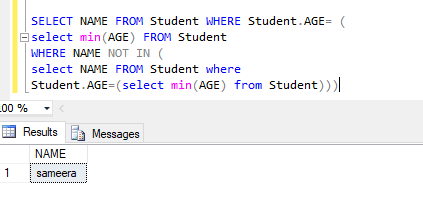 SELECT NAME FROM Student WHERE Student.AGE= (
select min(AGE) FROM Student
WHERE NAME NOT IN (
select NAME FROM Student where
Student.AGE=(select min(AGE) from Student)))
.00 %
Results Messages
NAME
1 sameera